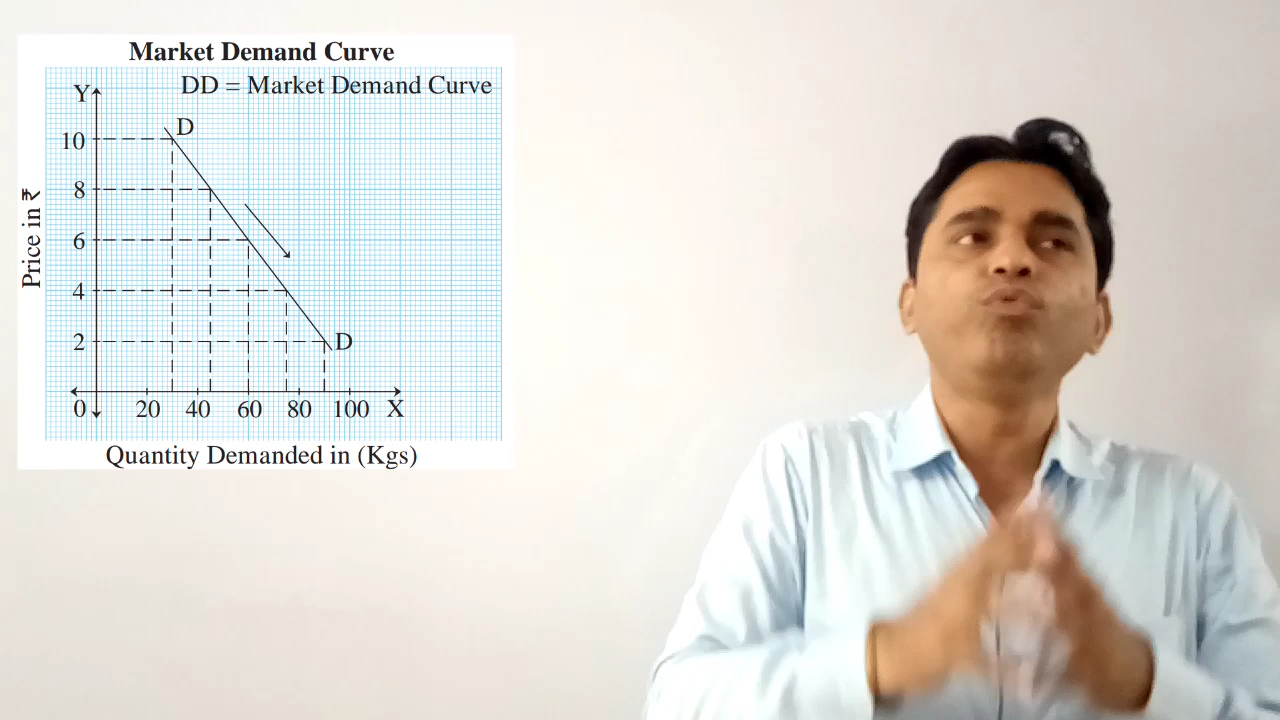 Market Demand Curve
DD = Market Demand Curve
Y
D
10
8
6
4
2
D
0 20 40 60 80 100 X
Price in ₹
Quantity Demanded in (Kgs)